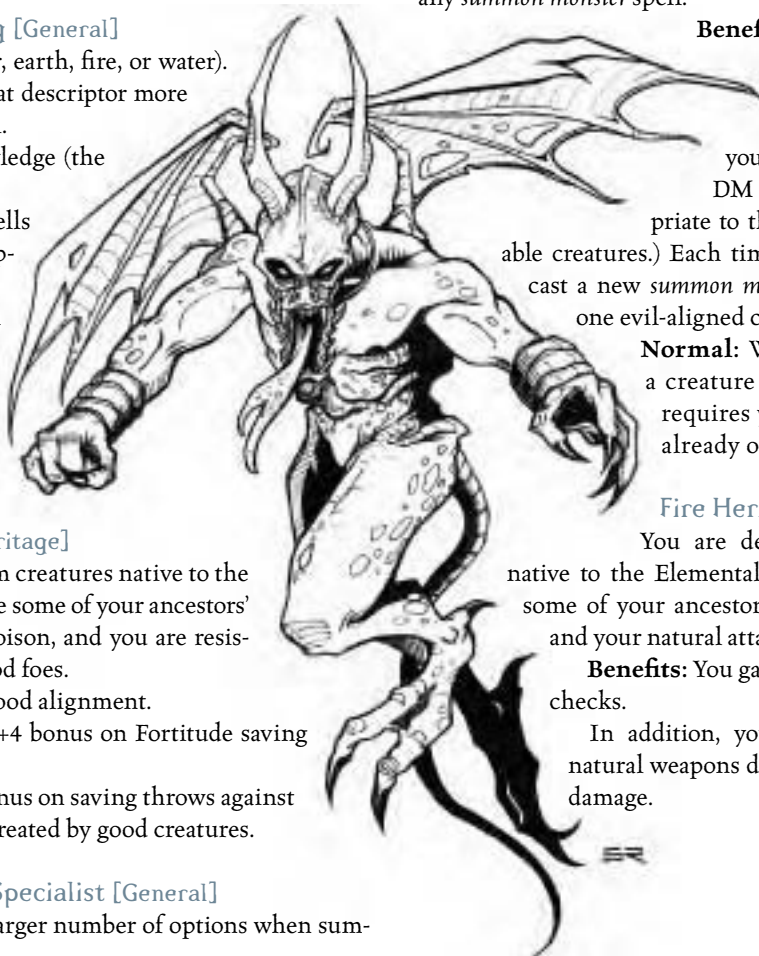 g [General]
, earth, fire, or water).
at descriptor more
ledge (the
ells
p-
ritage]
m creatures native to the
e some of your ancestors'
oison, and you are resis-
od foes.
ood alignment.
+4 bonus on Fortitude saving
nus on saving throws against
reated by good creatures.
Specialist [General]
arger number of options when sum-
any summon monster spell.
Benef
you
DM
priate to th
able creatures.) Each tim
cast a new summon m
one evil-aligned c
Normal: W
a creature
requires y
already o
Fire Her
You are de
native to the Elemental
some of your ancestor
and your natural atta
Benefits: You ga
checks.
In addition, yo
natural weapons d
damage.
SR